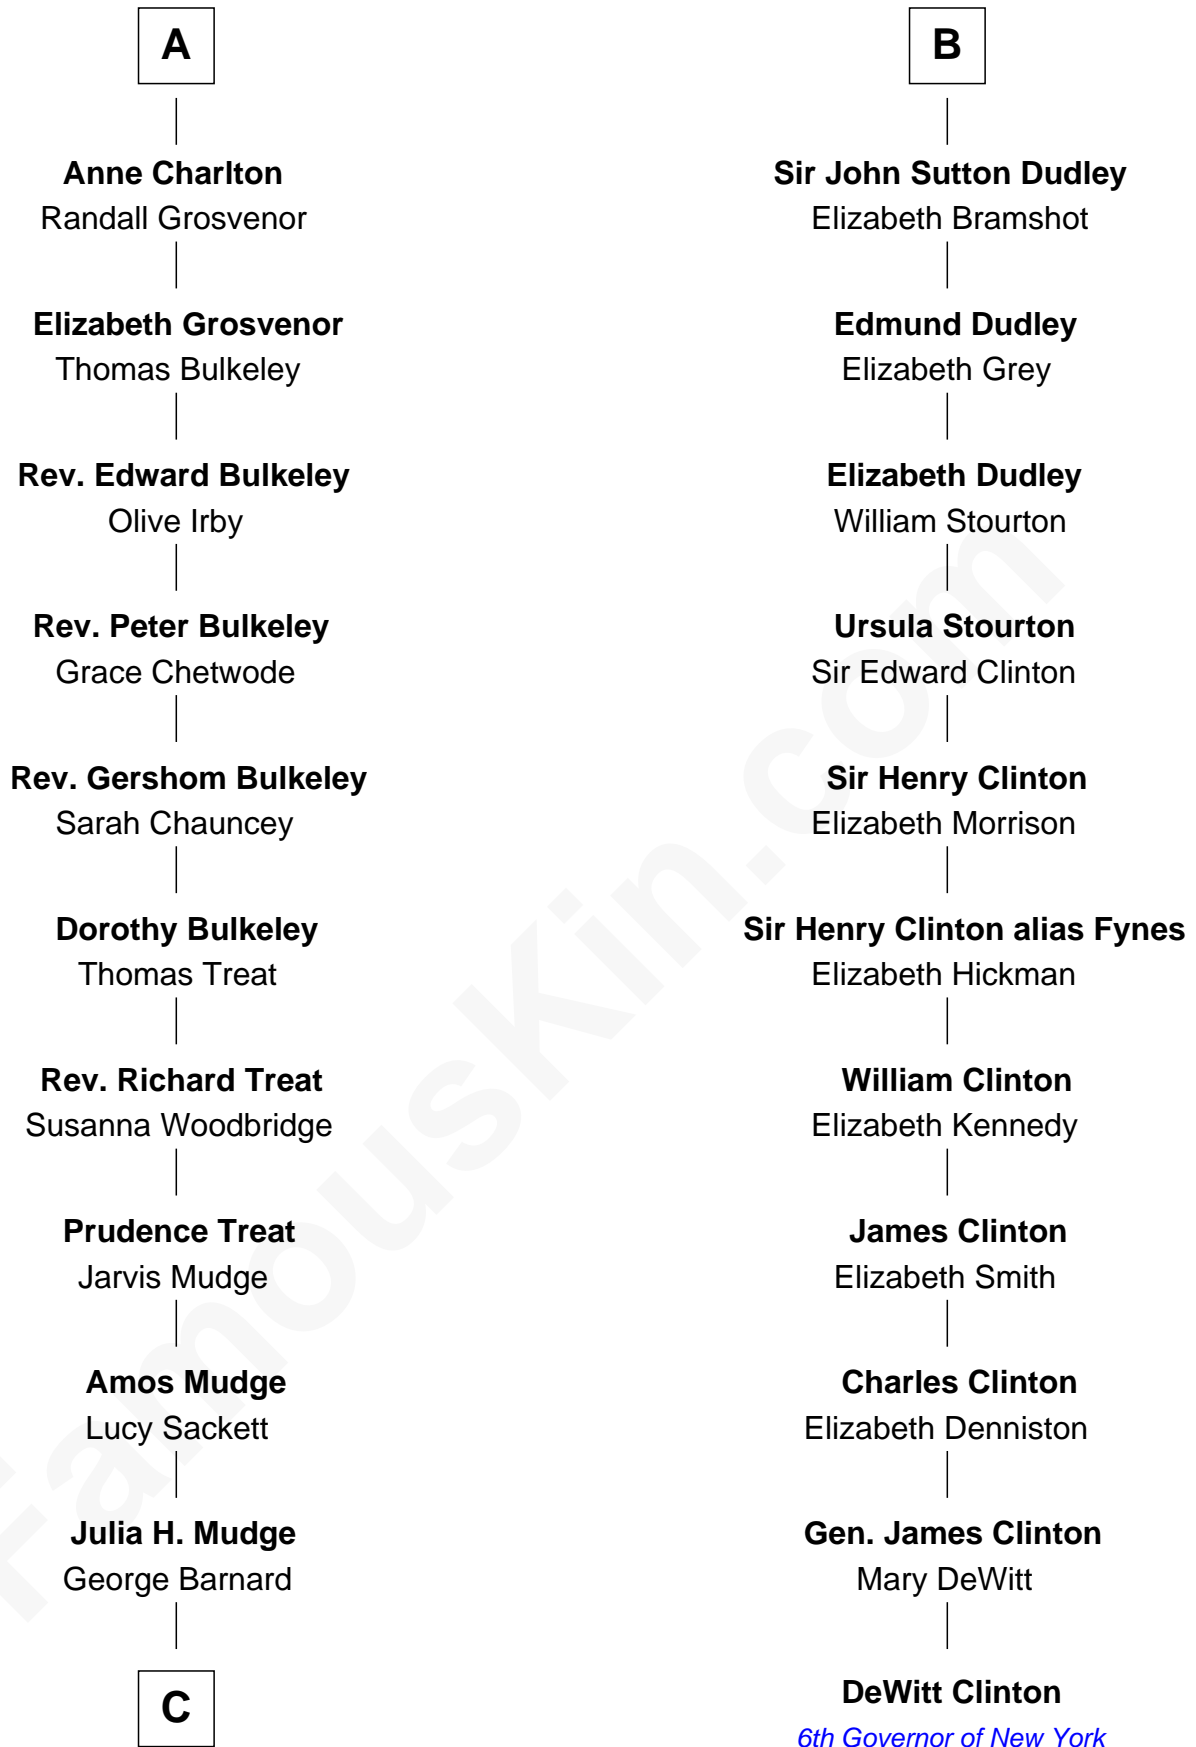 A
Anne Charlton
Randall Grosvenor
Elizabeth Grosvenor
Thomas Bulkeley
Rev. Edward Bulkeley
Olive Irby
Rev. Peter Bulkeley
Grace Chetwode
Rev. Gershom Bulkeley
Sarah Chauncey
Dorothy Bulkeley
Thomas Treat
Rev. Richard Treat
Susanna Woodbridge
Prudence Treat
Jarvis Mudge
Amos Mudge
Lucy Sackett
Julia H. Mudge
George Barnard
C
B
Sir John Sutton Dudley
Elizabeth Bramshot
Edmund Dudley
Elizabeth Grey
Elizabeth Dudley
William Stourton
Ursula Stourton
Sir Edward Clinton
Sir Henry Clinton
Elizabeth Morrison
Sir Henry Clinton alias Fynes
Elizabeth Hickman
William Clinton
Elizabeth Kennedy
James Clinton
Elizabeth Smith
Charles Clinton
Elizabeth Denniston
Gen. James Clinton
Mary DeWitt
DeWitt Clinton
6th Governor of New York
FamousKin.com